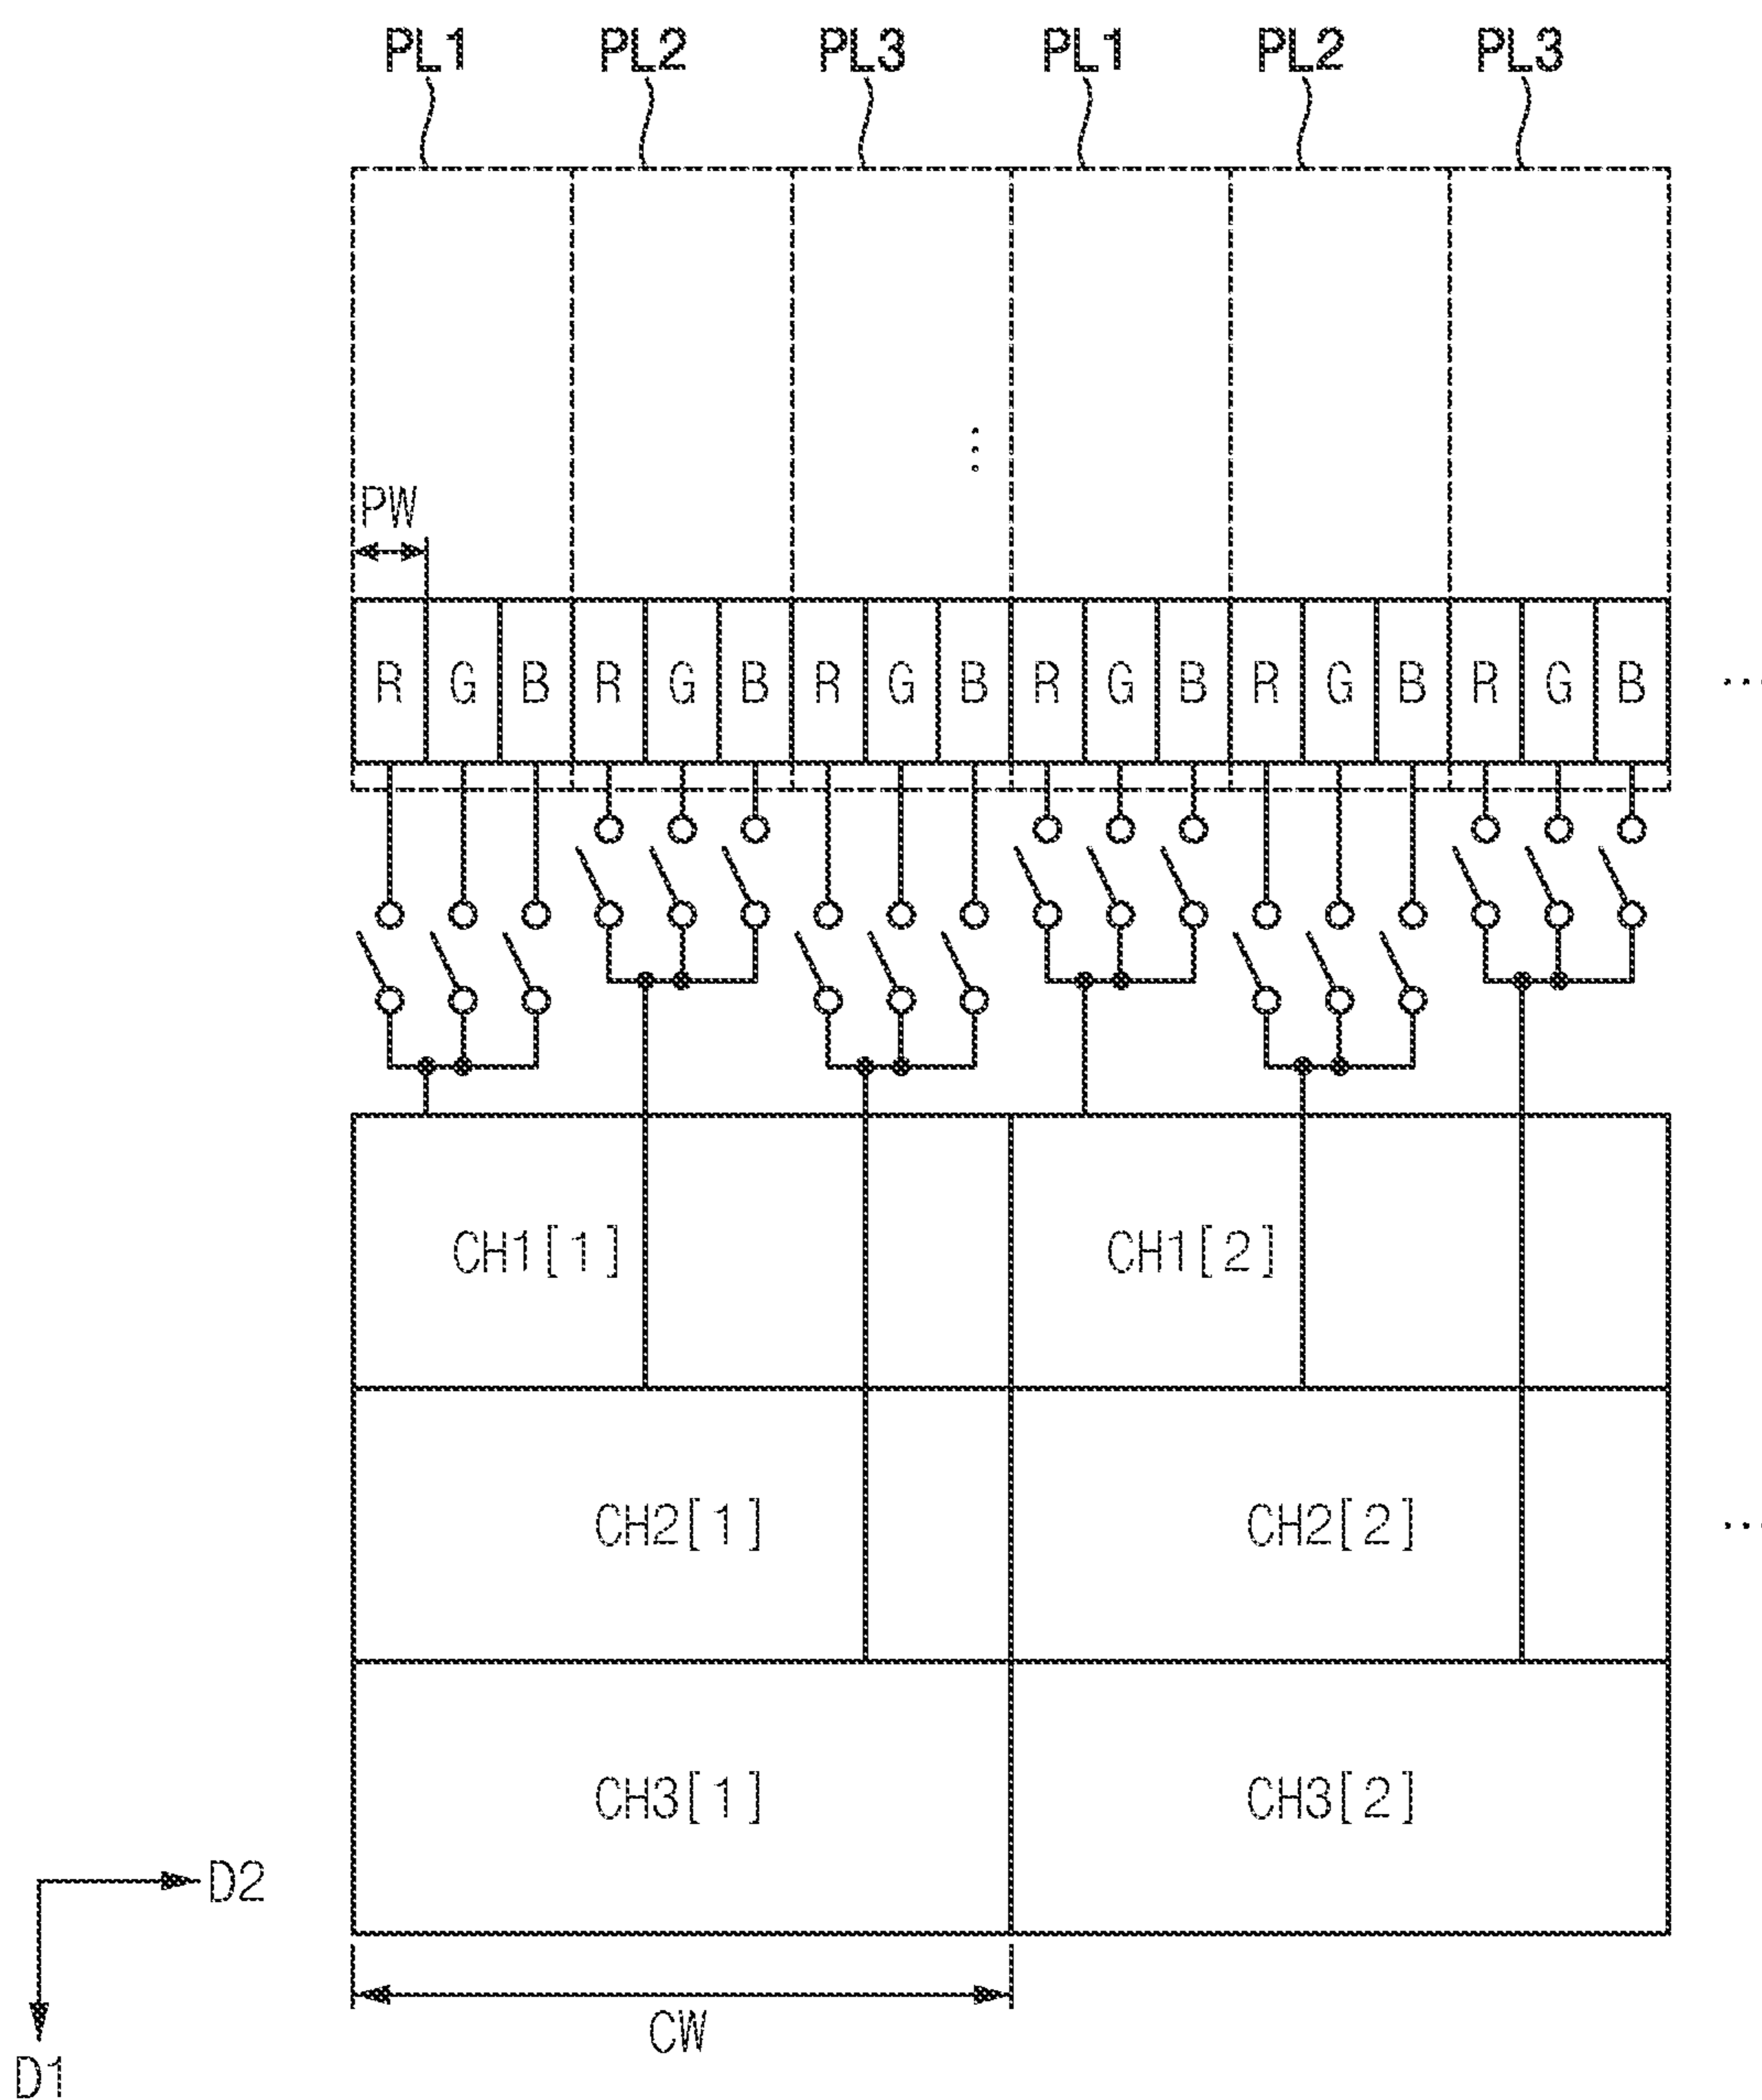 PL1 PL2 PL3 PL1 PL2 PL3
...
PW
R G B R G B R G B R G B R G B R G B ...
CH1[1] CH1[2]
CH2[1] CH2[2] ...
CH3[1] CH3[2]
D2
CW
D1